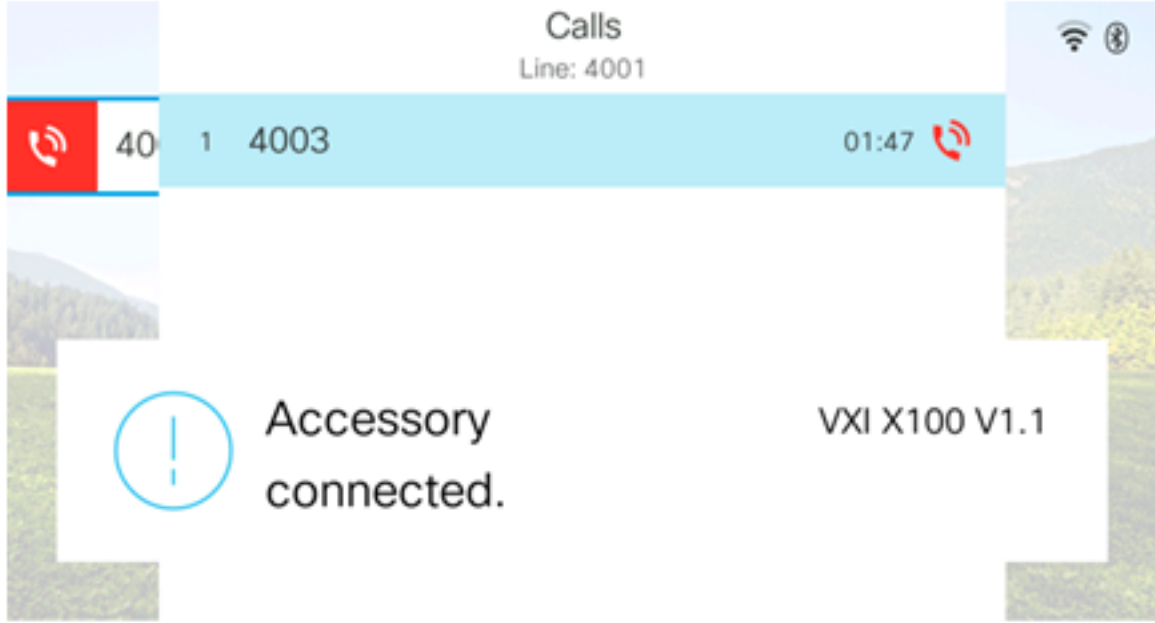 Calls
Line: 4001
40
1 4003 01:47
Accessory VXI X100 V1.1
connected.